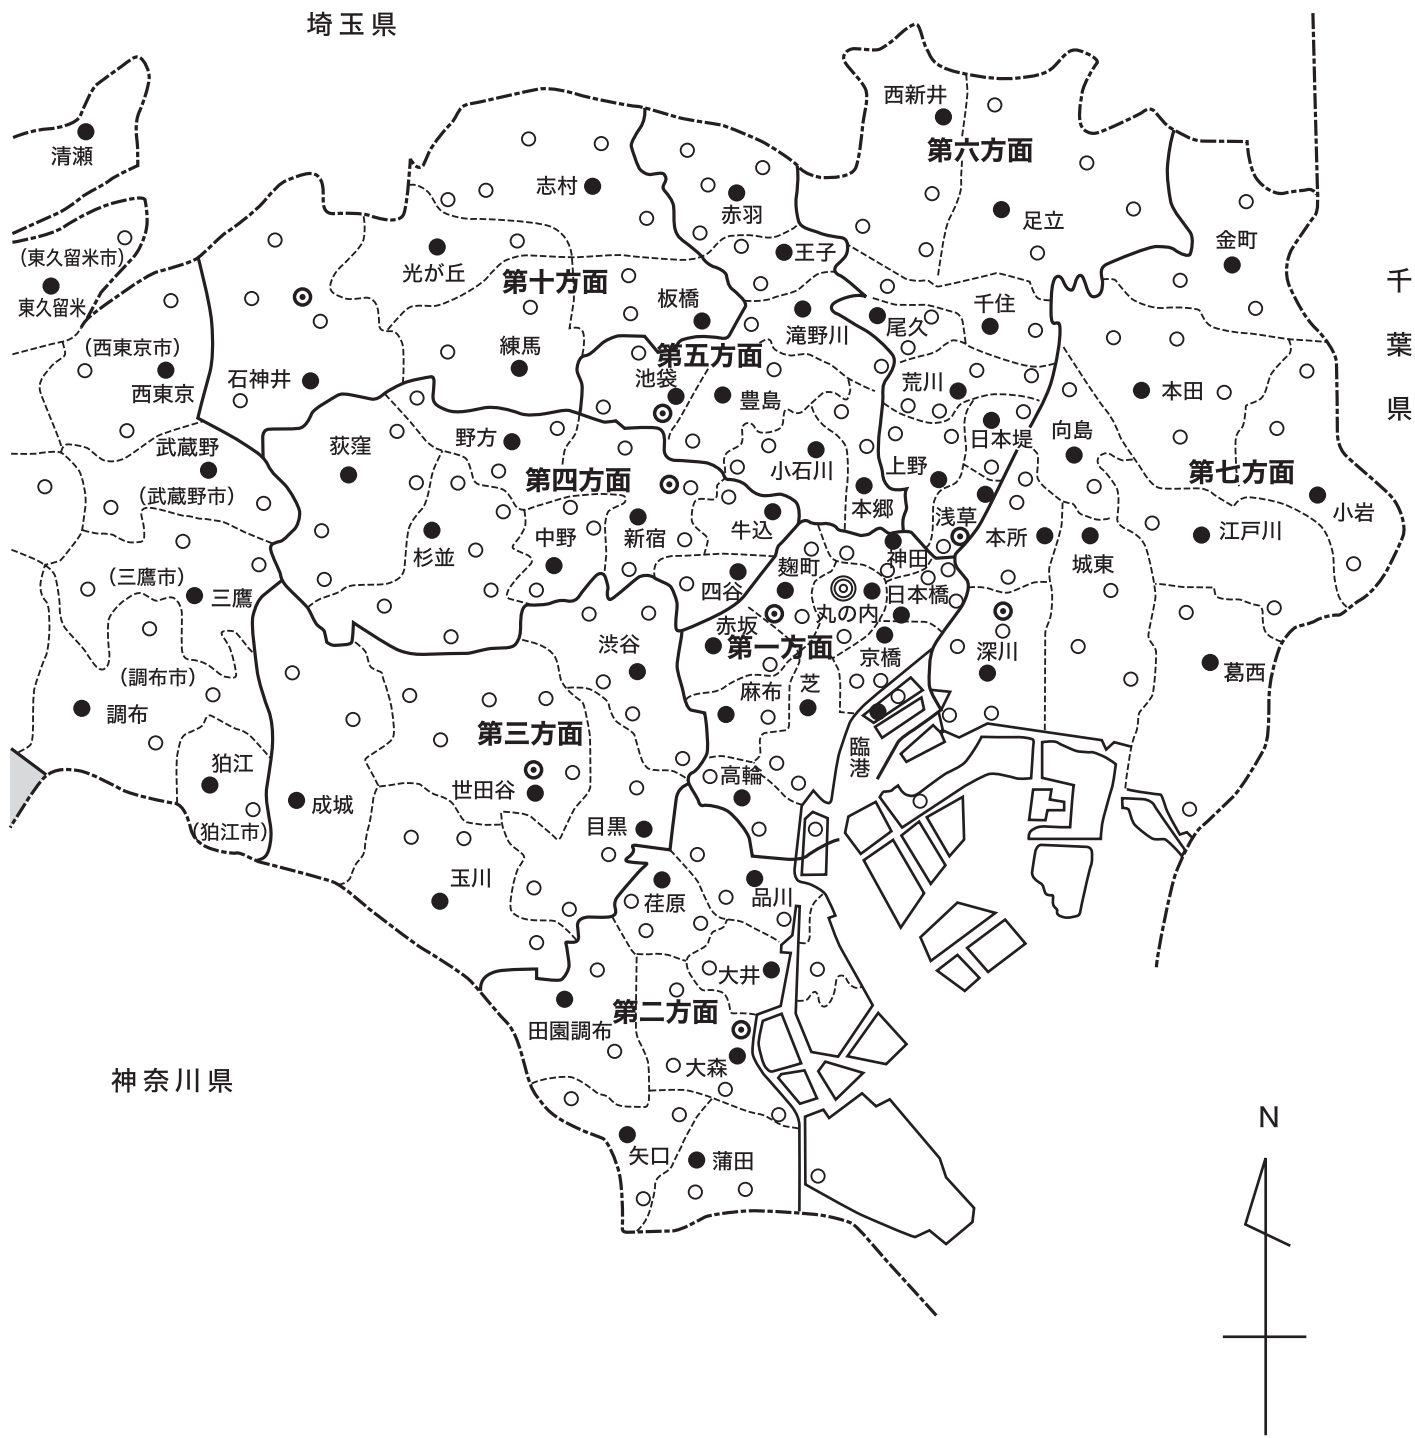 埼玉県
西新井
第六方面
清瀬
志村
赤羽
足立
金町
(東久留米市)
王子
光が丘
第十方面
千葉県
東久留米
板橋
千住
尾久
滝野川
(西東京市)
練馬
第五方面
石神井
池袋
荒川
本田
西東京
豊島
日本堤
向島
武蔵野
荻窪
野方
小石川
上野
第七方面
第四方面
(武蔵野市)
本郷
浅草
小岩
牛込
江戸川
杉並
中野
新宿
本所
城東
神田
麹町
(三鷹市)
四谷
日本橋
三鷹
丸の内
赤坂
第一方面
渋谷
京橋
深川
葛西
(調布市)
麻布
芝
調布
第三方面
臨港
狛江
高輪
世田谷
成城
(狛江市)
目黒
玉川
品川
荏原
大井
第二方面
田園調布
大森
神奈川県
N
矢口
蒲田